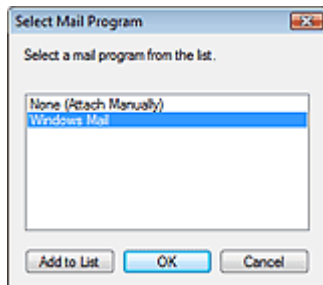 Select Mail Program
Select a mail program from the list.
None (Attach Manually)
Windows Mail
Add to List OK Cancel